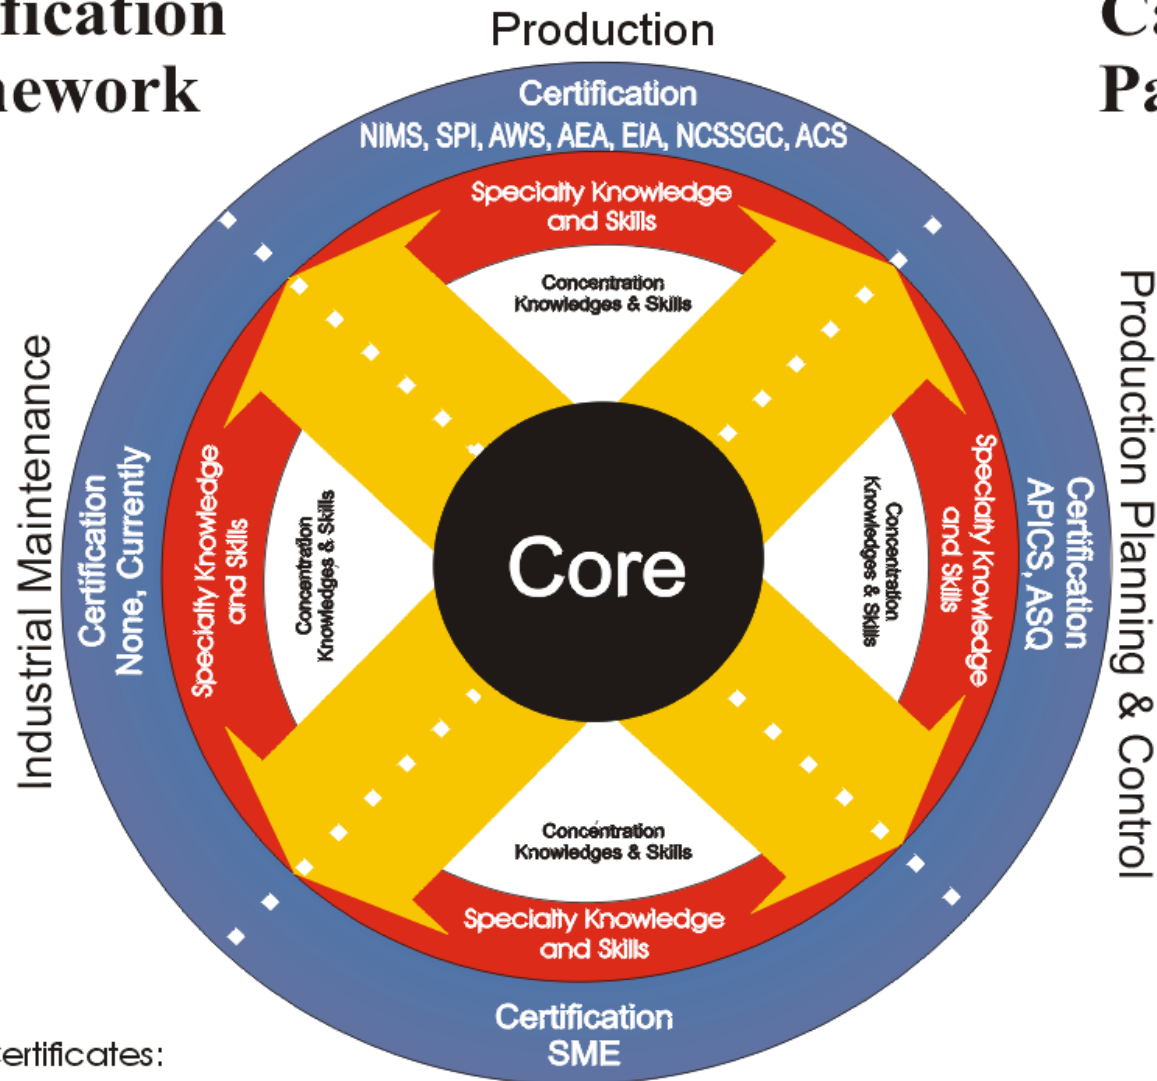 fication
nework
Production
Ca
Pa
Certification
NIMS, SPI, AWS, AEA, EIA, NCSSGC, ACS
Specialty Knowledge
and Skills
Concentration
Knowledges & Skills
Industrial Maintenance
Certification
None, Currently
Specialty Knowledge
and Skills
Concentration
Knowledges & Skills
Core
Concentration
Knowledges & Skills
Specialty Knowledge
and Skills
Certification
APICS, ASQ
Production Planning & Control
Concentration
Knowledges & Skills
Specialty Knowledge
and Skills
Certification
SME
ertificates: